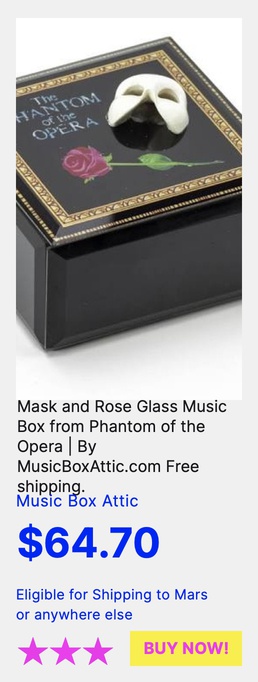 The
PHANTOM
of the
OPERA
Mask and Rose Glass Music
Box from Phantom of the
Opera | By
MusicBoxAttic.com Free
shipping.
Music Box Attic
$64.70
Eligible for Shipping to Mars
or anywhere else
BUY NOW!